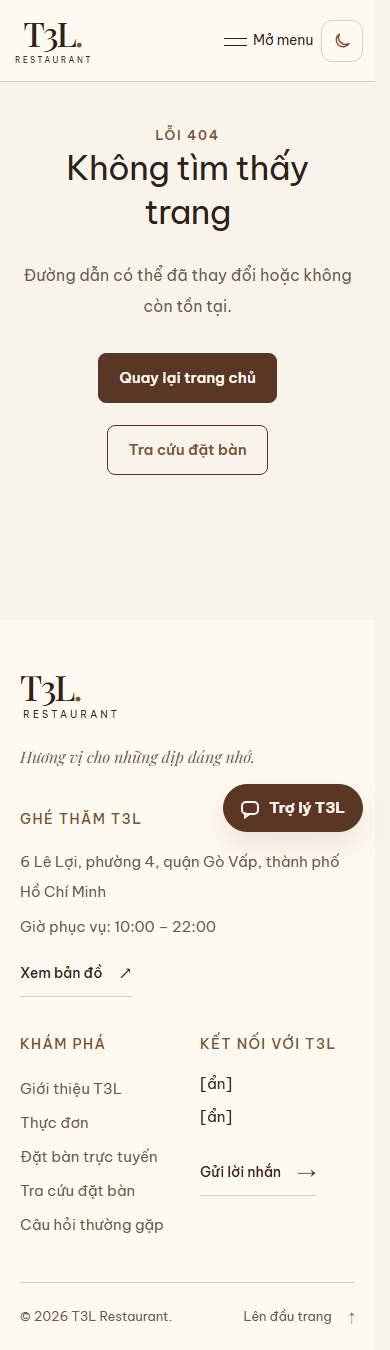 T3L.
RESTAURANT
Mở menu
LỖI 404
Không tìm thấy
trang
Đường dẫn có thể đã thay đổi hoặc không
còn tồn tại.
Quay lại trang chủ
Tra cứu đặt bàn
T3L.
RESTAURANT
Hương vị cho những dịp đáng nhớ.
Trợ lý T3L
GHÉ THĂM T3L
6 Lê Lợi, phường 4, quận Gò Vấp, thành phố
Hồ Chí Minh
Giờ phục vụ: 10:00 – 22:00
Xem bản đồ ↗
KHÁM PHÁ
Giới thiệu T3L
Thực đơn
Đặt bàn trực tuyến
Tra cứu đặt bàn
Câu hỏi thường gặp
KẾT NỐI VỚI T3L
[ẩn]
[ẩn]
Gửi lời nhắn →
© 2026 T3L Restaurant.
Lên đầu trang ↑